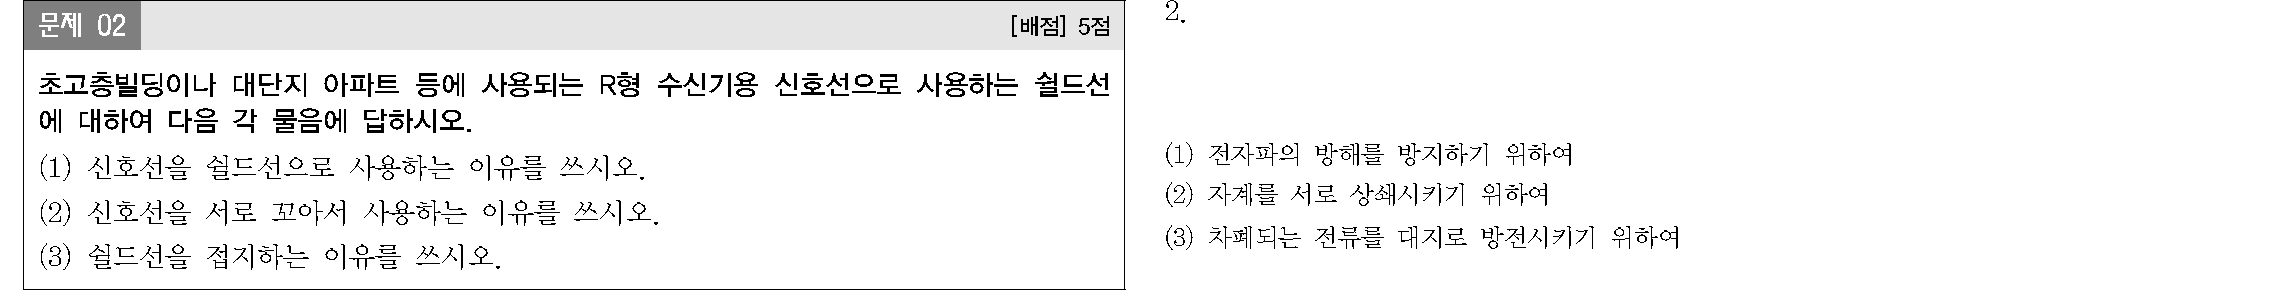 문제 02
[배점] 5점
초고층빌딩이나 대단지 아파트 등에 사용되는 R형 수신기용 신호선으로 사용하는 쉴드선
에 대하여 다음 각 물음에 답하시오.
(1) 신호선을 쉴드선으로 사용하는 이유를 쓰시오.
(2) 신호선을 서로 꼬아서 사용하는 이유를 쓰시오.
(3) 쉴드선을 접지하는 이유를 쓰시오.
2.
(1) 전자파의 방해를 방지하기 위하여
(2) 자계를 서로 상쇄시키기 위하여
(3) 차폐되는 전류를 대지로 방전시키기 위하여